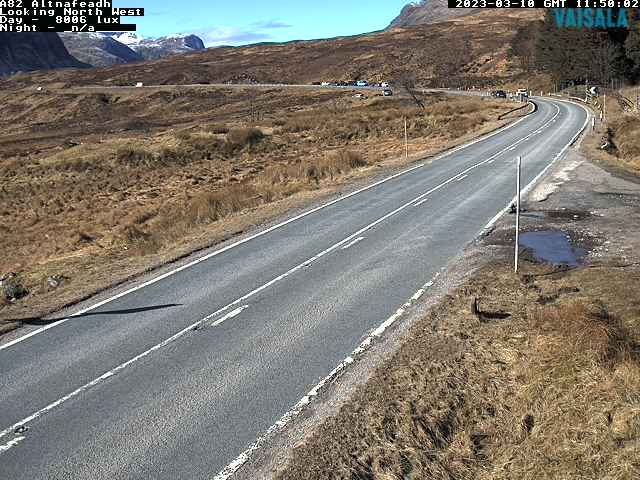 A82 Altnafeadh
2023-03-10 GMT 11:50:02
Looking North West
VAISALA
Day - 8006 lux
Night - n/a